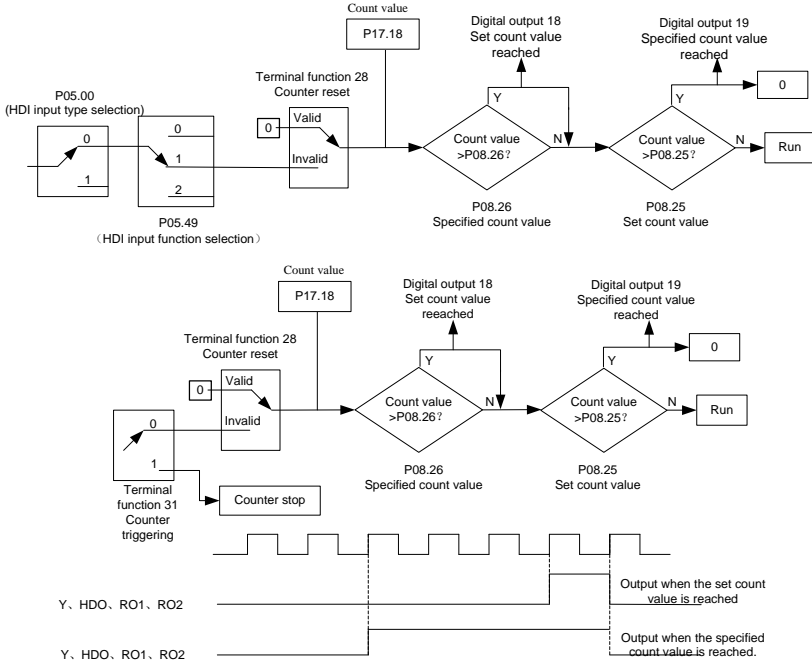 Count value
P17.18
Digital output 18
Set count value
reached
Digital output 19
Specified count value
reached
P05.00
(HDI input type selection)
0
1
0
1
2
P05.49
（HDI input function selection）
Terminal function 28
Counter reset
0
Valid
Invalid
Y
Count value
>P08.26?
N
P08.26
Specified count value
Y
0
Count value
>P08.25?
N
Run
P08.25
Set count value
Count value
P17.18
Digital output 18
Set count value
reeached
Digital output 19
Specified count value
reached
Terminal function 28
Counter reset
0
Valid
Invalid
0
1
Terminal
function 31
Counter
triggering
Counter stop
Y
Count value
>P08.26?
N
P08.26
Specified count value
Y
0
Count value
>P08.25?
N
Run
P08.25
Set count value
Y、HDO、RO1、RO2
Output when the set count
value is reached
Y、HDO、RO1、RO2
Output when the specified
count value is reached.